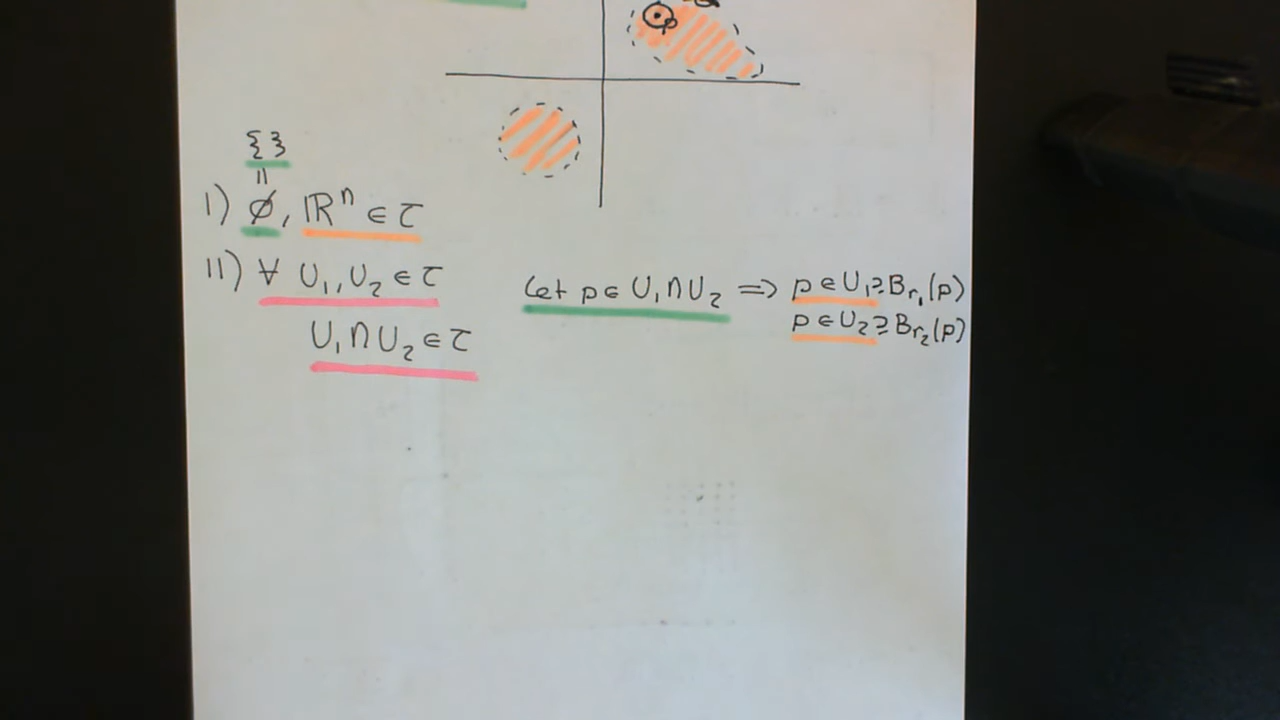 p
{ }
=
I) ∅, ℝⁿ ∈ τ
II) ∀ U₁, U₂ ∈ τ
U₁ ∩ U₂ ∈ τ
Let p ∈ U₁ ∩ U₂ ⇒ p ∈ U₁ ⊇ B_{r₁}(p)
p ∈ U₂ ⊇ B_{r₂}(p)